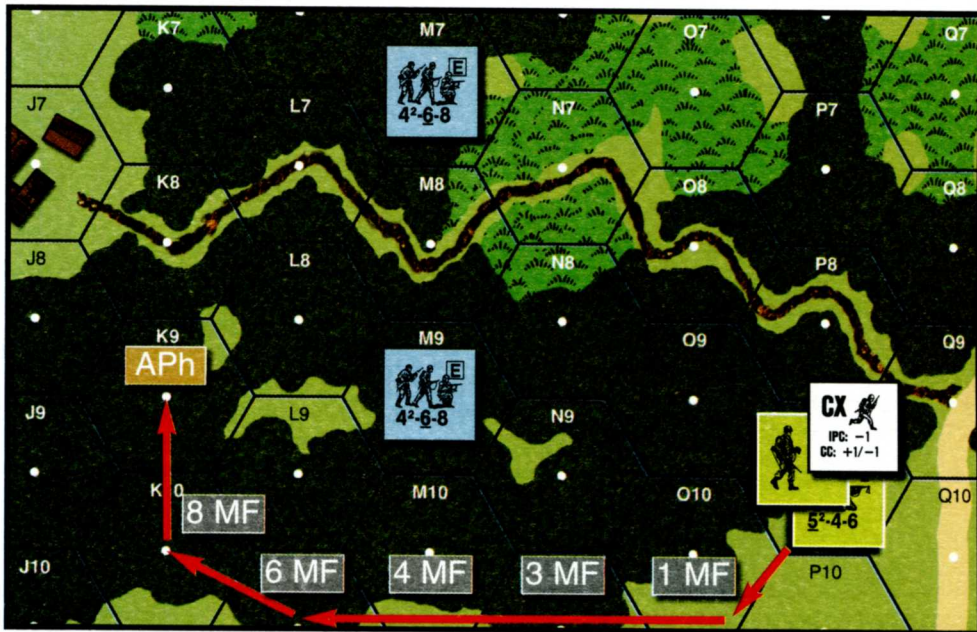 K7
M7
O7
Q7
E
4²-6-8
J7
L7
N7
P7
K8
M8
O8
Q8
J8
L8
N8
P8
K9
M9
O9
Q9
APh
E
4²-6-8
CX
IPC: -1
CC: +1/-1
J9
L9
N9
M10
O10
Q10
8 MF
5²-4-6
J10
6 MF
4 MF
3 MF
1 MF
P10